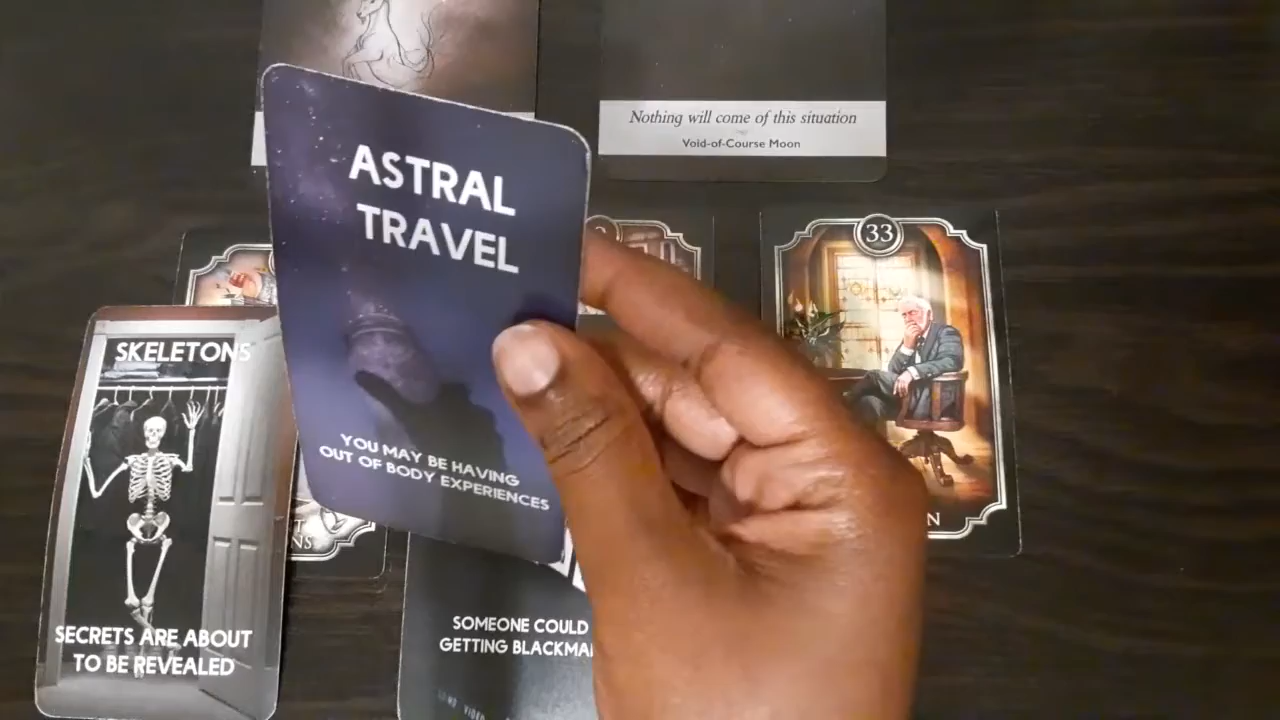 Nothing will come of this situation
Void-of-Course Moon
ASTRAL
TRAVEL
33
SKELETONS
YOU MAY BE HAVING
OUT OF BODY EXPERIENCES
SOMEONE COULD
GETTING
SECRETS ARE ABOUT
TO BE REVEALED